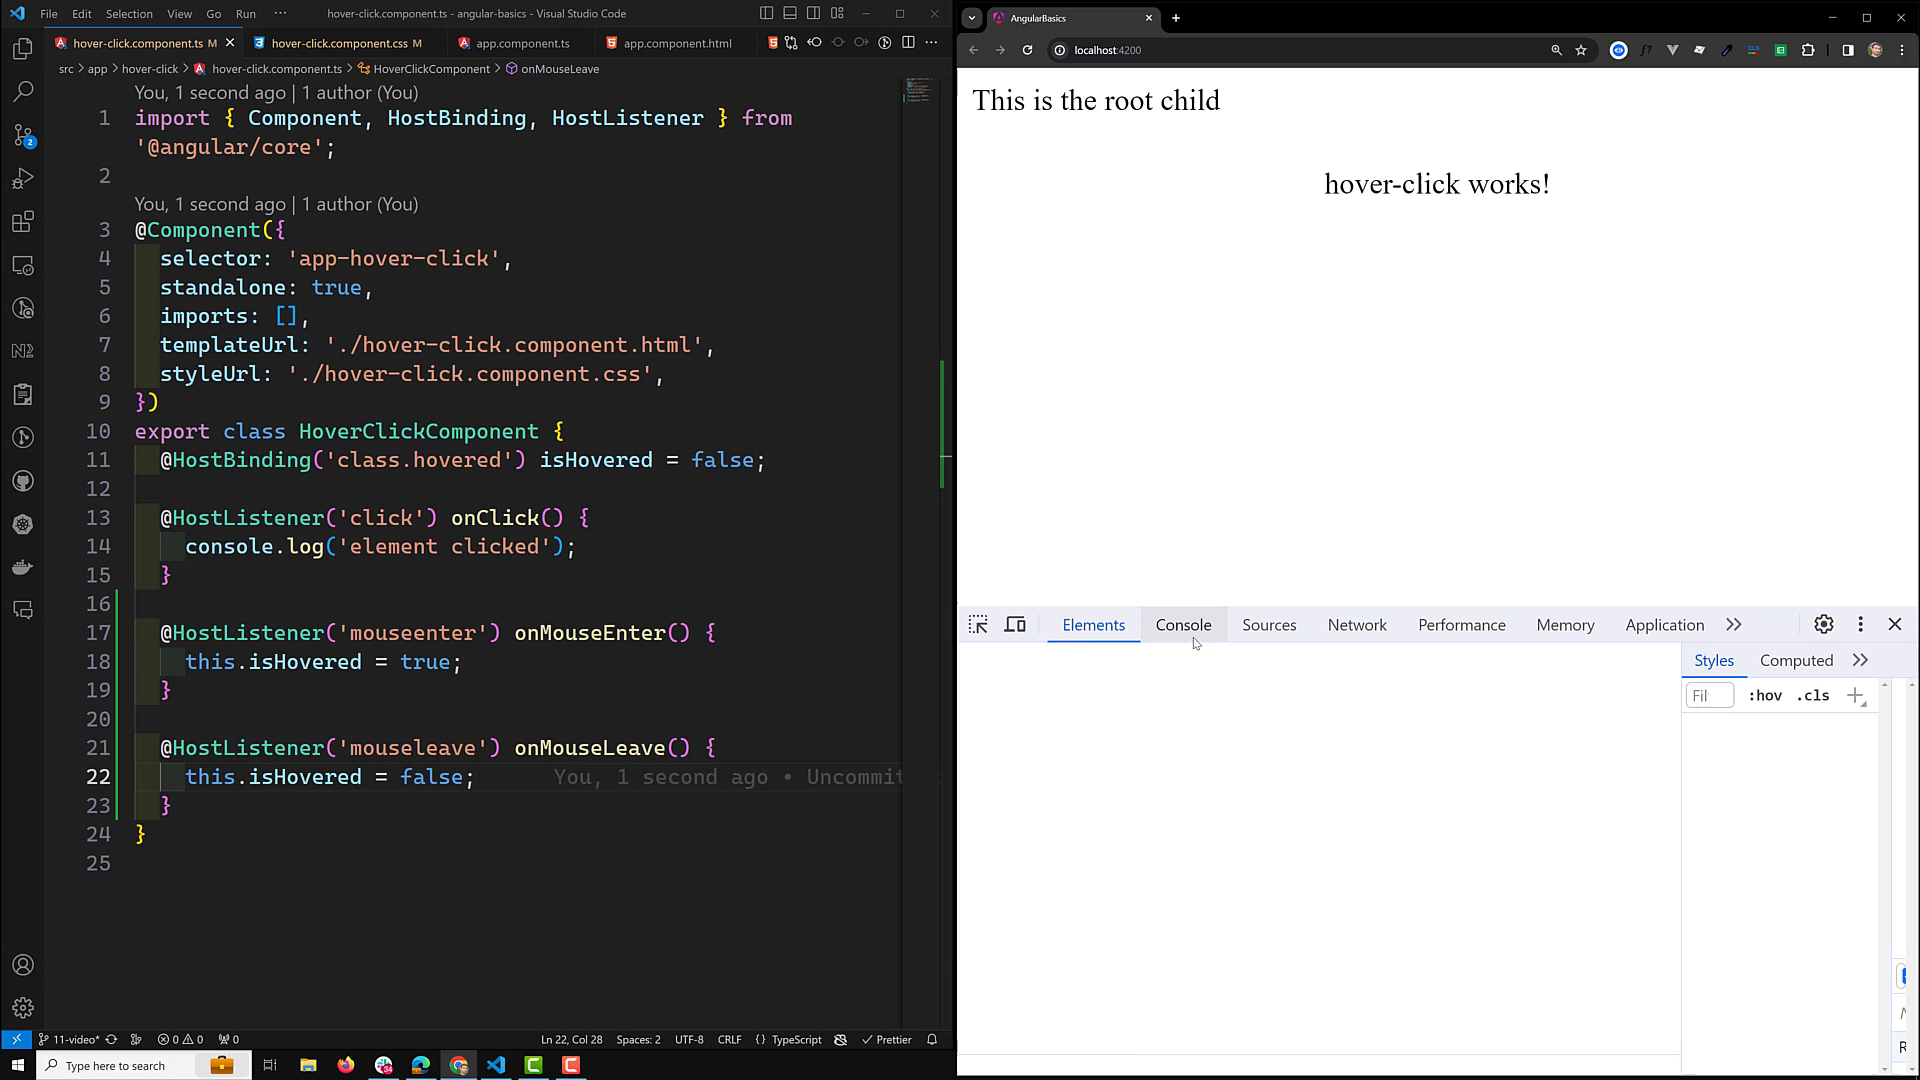 File Edit Selection View Go Run ··· hover-click.component.ts - angular-basics - Visual Studio Code
hover-click.component.ts M hover-click.component.css M app.component.ts app.component.html
src > app > hover-click > hover-click.component.ts > HoverClickComponent > onMouseLeave
You, 1 second ago | 1 author (You)
1 import { Component, HostBinding, HostListener } from
'@angular/core';
2
You, 1 second ago | 1 author (You)
3 @Component({
4 selector: 'app-hover-click',
5 standalone: true,
6 imports: [],
7 templateUrl: './hover-click.component.html',
8 styleUrl: './hover-click.component.css',
9 })
10 export class HoverClickComponent {
11 @HostBinding('class.hovered') isHovered = false;
12
13 @HostListener('click') onClick() {
14 console.log('element clicked');
15 }
16
17 @HostListener('mouseenter') onMouseEnter() {
18 this.isHovered = true;
19 }
20
21 @HostListener('mouseleave') onMouseLeave() {
22 this.isHovered = false; You, 1 second ago • Uncommit
23 }
24 }
25
2
11-video* 0 0 0 Ln 22, Col 28 Spaces: 2 UTF-8 CRLF {} TypeScript Prettier
AngularBasics
localhost:4200
This is the root child
hover-click works!
Elements Console Sources Network Performance Memory Application
Styles Computed
Fil :hov .cls
Type here to search